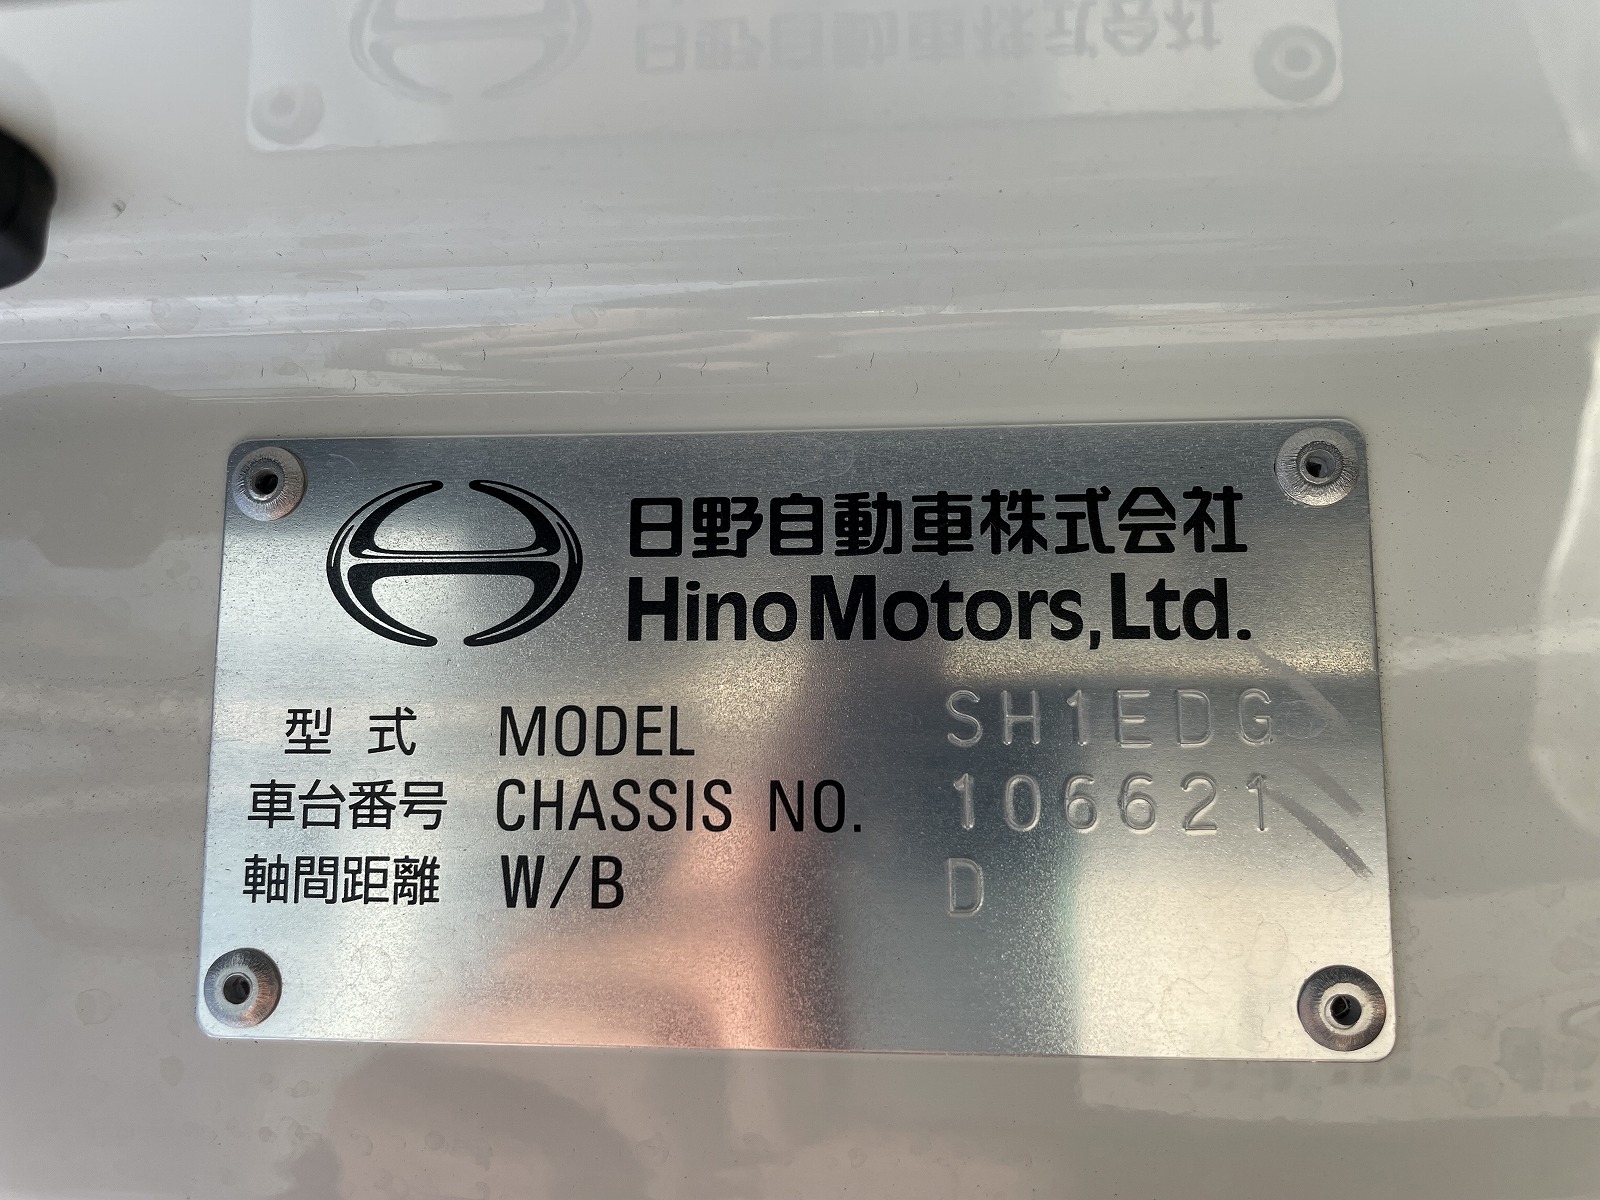 日野自動車株式会社
Hino Motors, Ltd.
型式 MODEL SH1EDG
車台番号 CHASSIS NO. 106621
軸間距離 W/B D